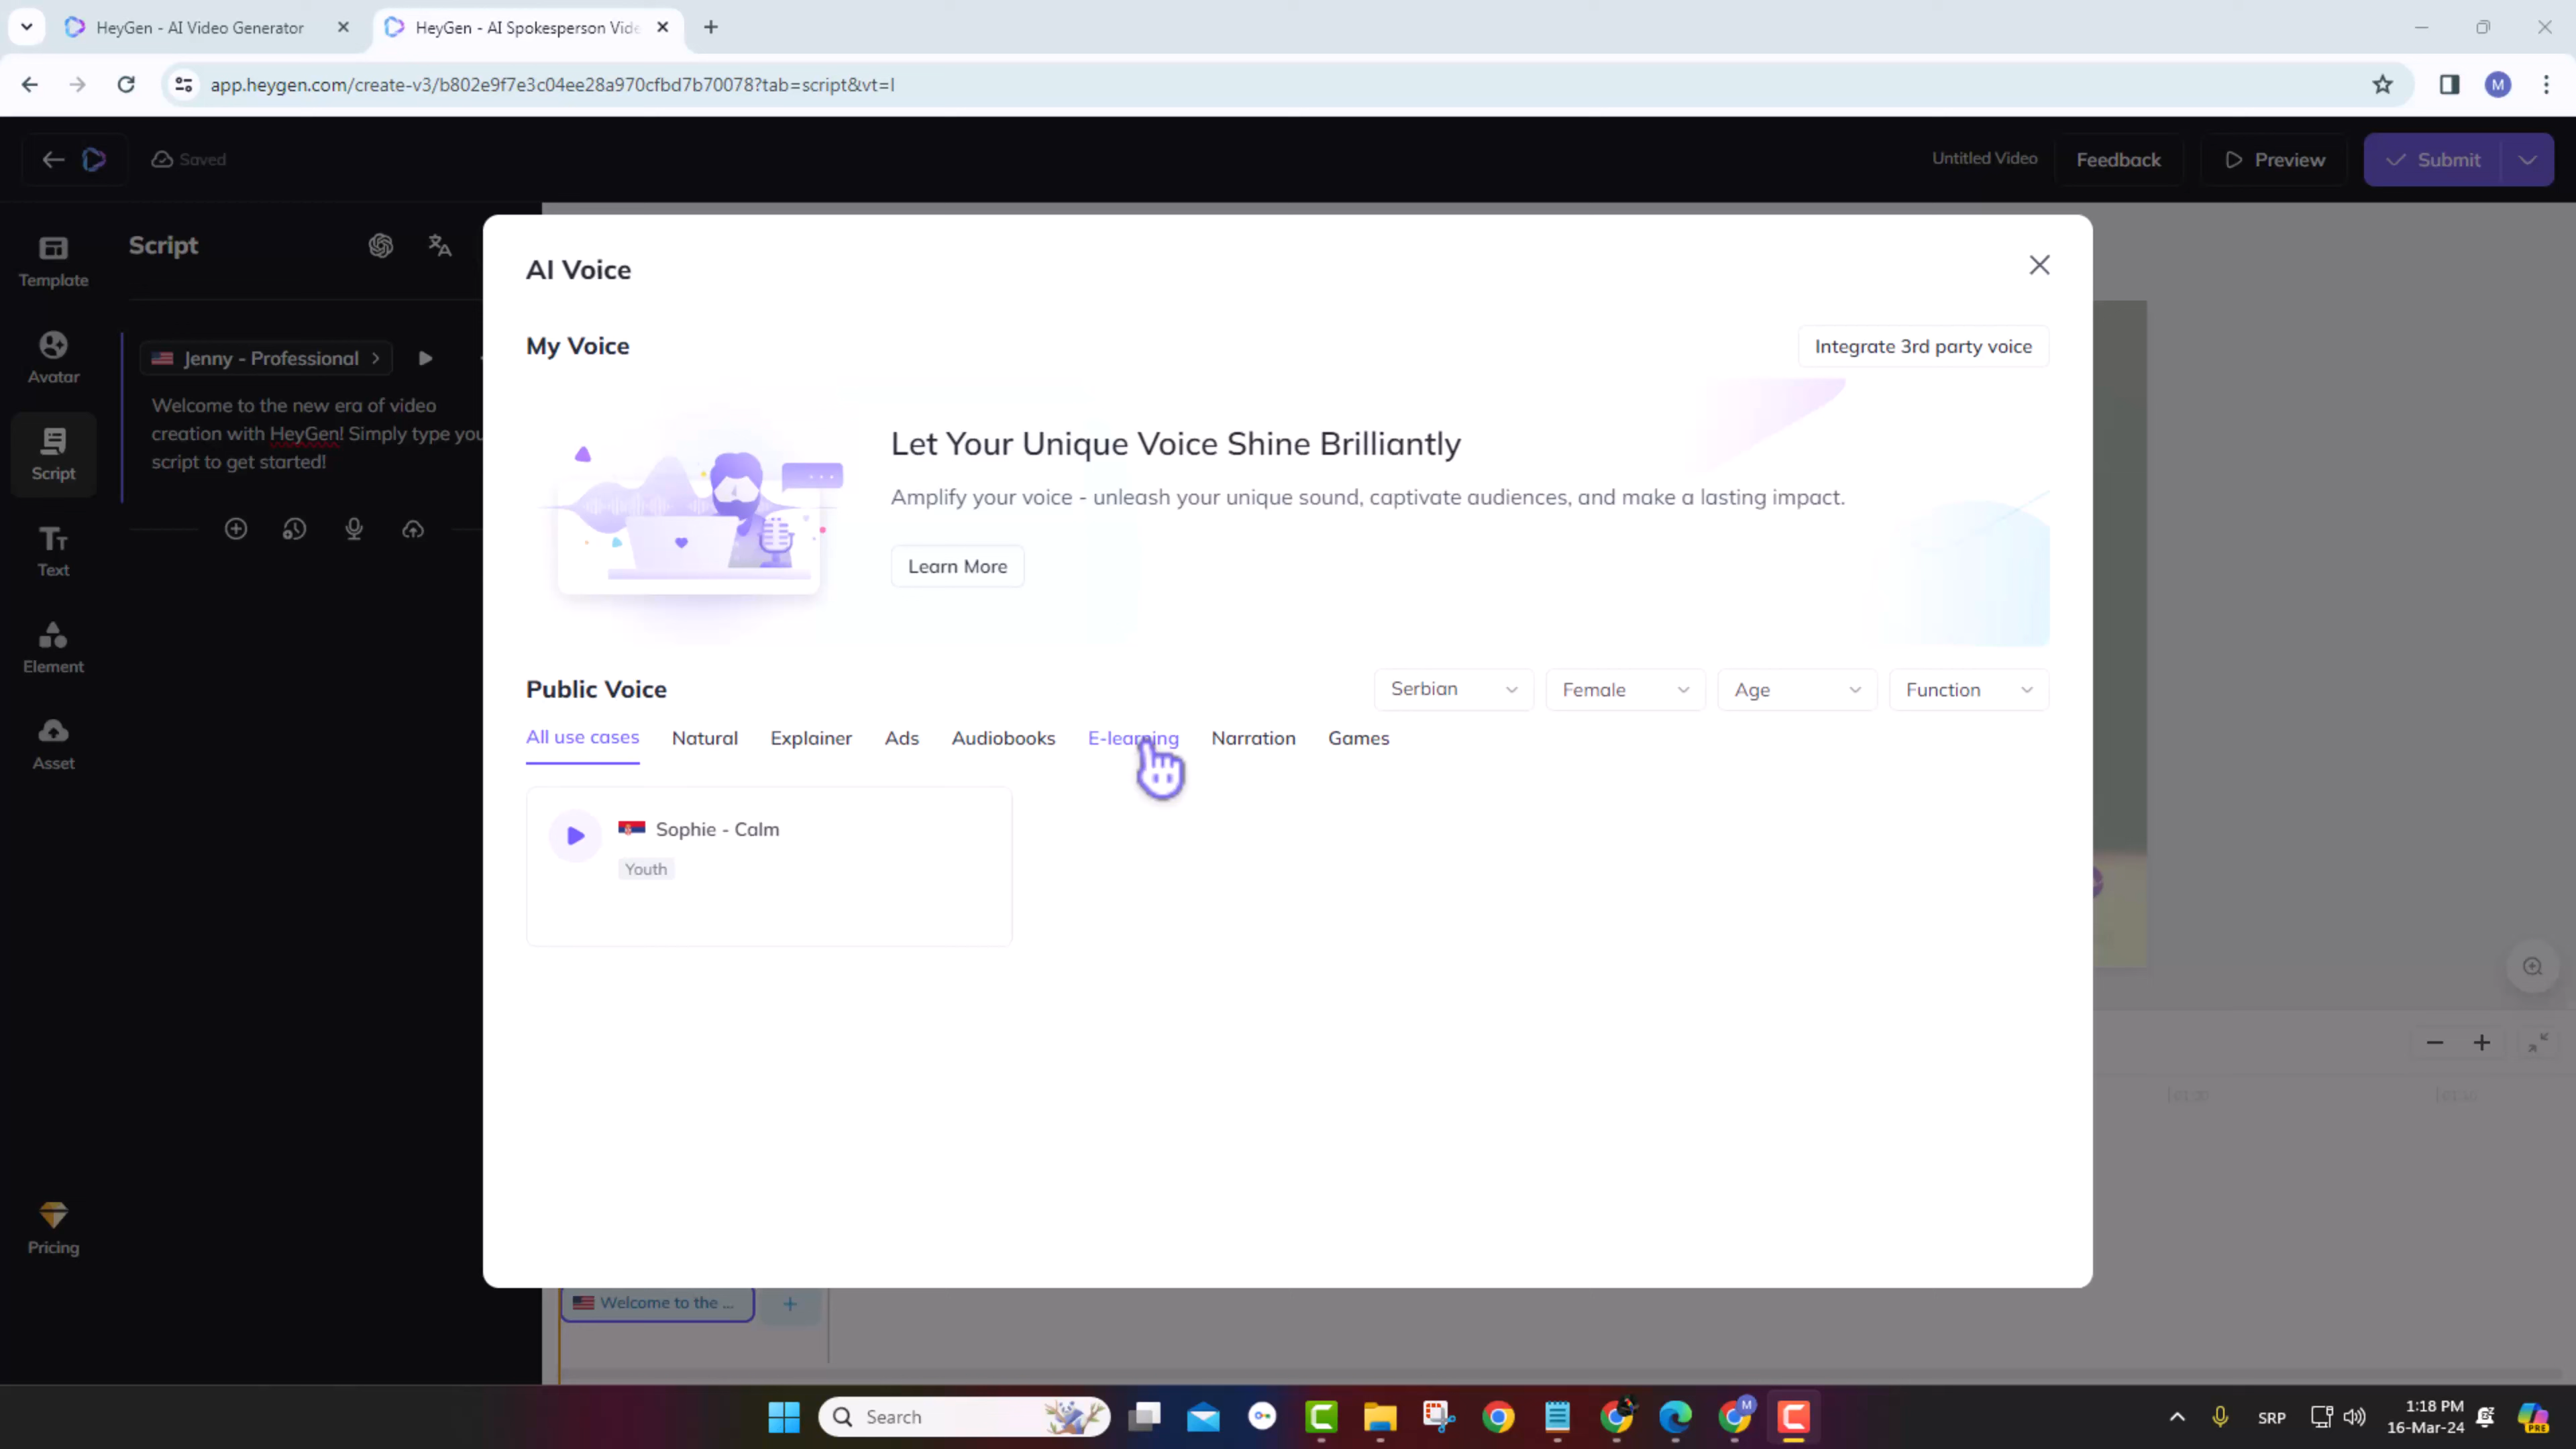 HeyGen - AI Video Generator
HeyGen - AI Spokesperson Vide
app.heygen.com/create-v3/b802e9f7e3c04ee28a970cfbd7b70078?tab=script&vt=l
M
Saved
Untitled Video
Feedback
Preview
Submit
Template
Avatar
Script
Text
Element
Asset
Pricing
Script
Jenny - Professional
Welcome to the new era of video
creation with HeyGen! Simply type you
script to get started!
AI Voice
My Voice
Integrate 3rd party voice
Let Your Unique Voice Shine Brilliantly
Amplify your voice - unleash your unique sound, captivate audiences, and make a lasting impact.
Learn More
Public Voice
Serbian
Female
Age
Function
All use cases
Natural
Explainer
Ads
Audiobooks
E-learning
Narration
Games
Sophie - Calm
Youth
Welcome to the ...
Search
M
SRP
1:18 PM
16-Mar-24
PRE